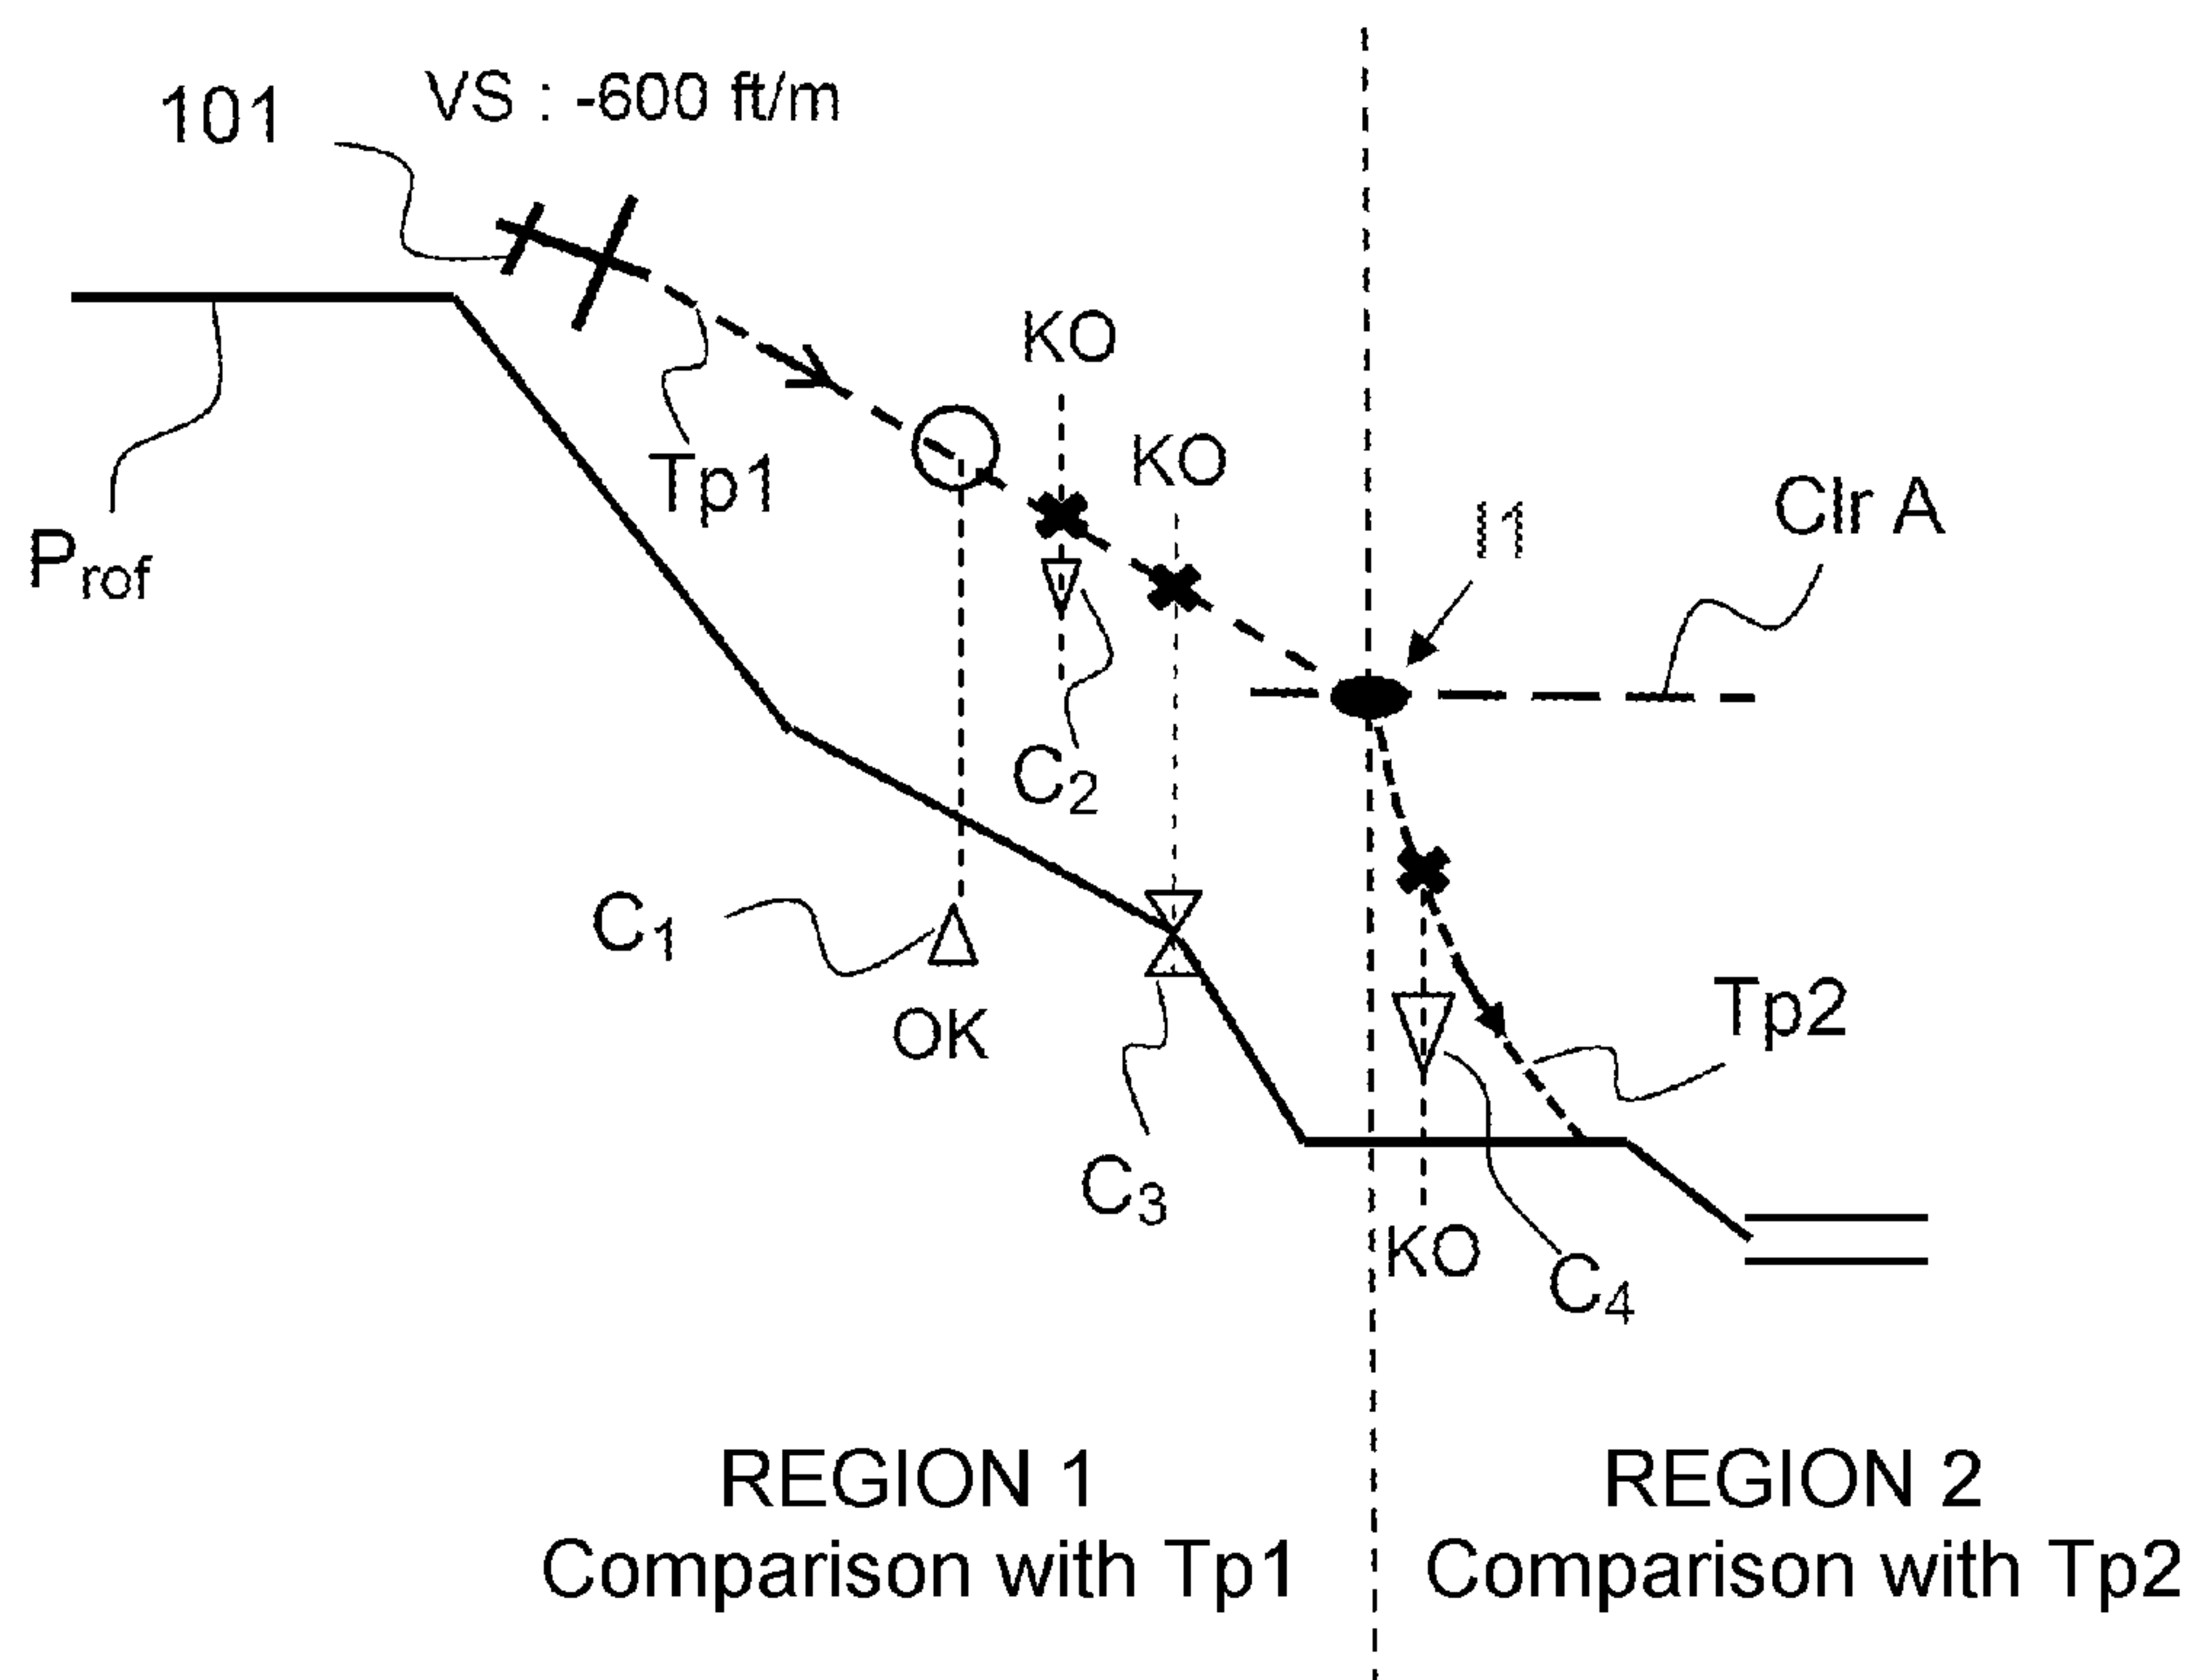 VS : -600 ft/m
101
KO
KO
Tp1
I1
Clr A
Prof
C2
C1
Tp2
OK
C3
KO
C4
REGION 1
Comparison with Tp1
REGION 2
Comparison with Tp2